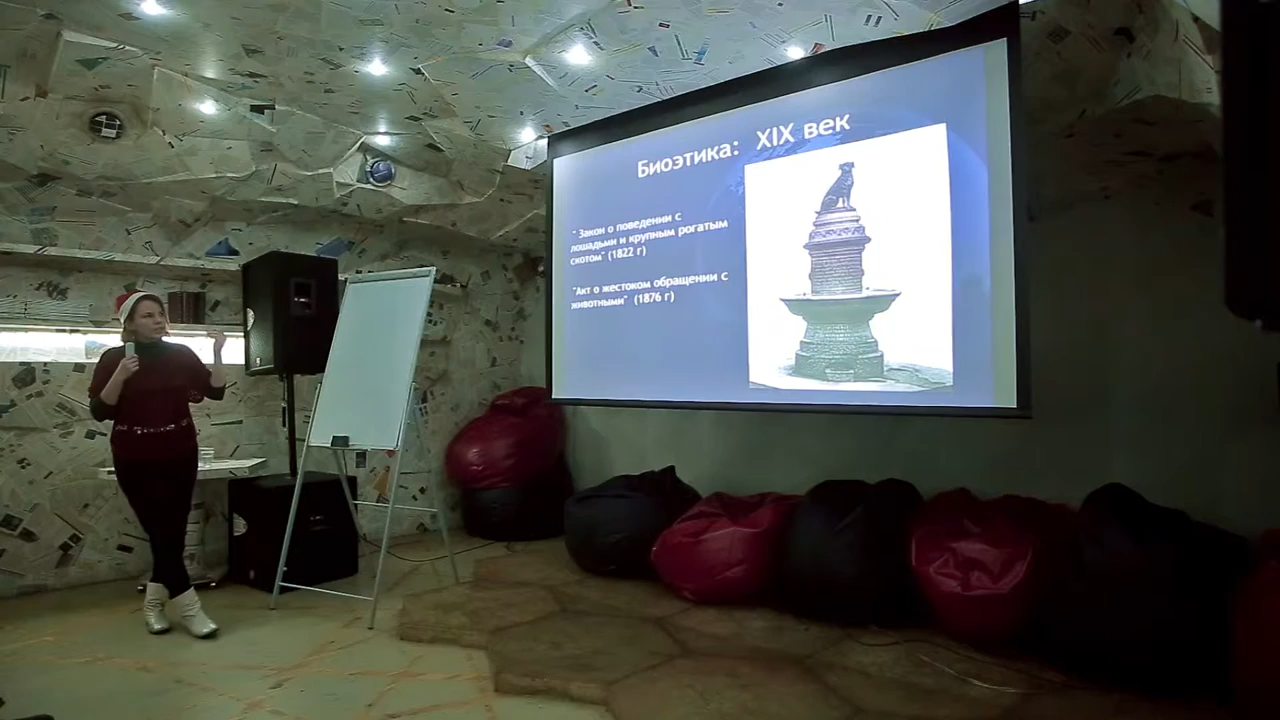 Биоэтика: XIX век
" Закон о поведении с
лошадьми и крупным рогатым
скотом" (1822 г)
"Акт о жестоком обращении с
животными" (1876 г)